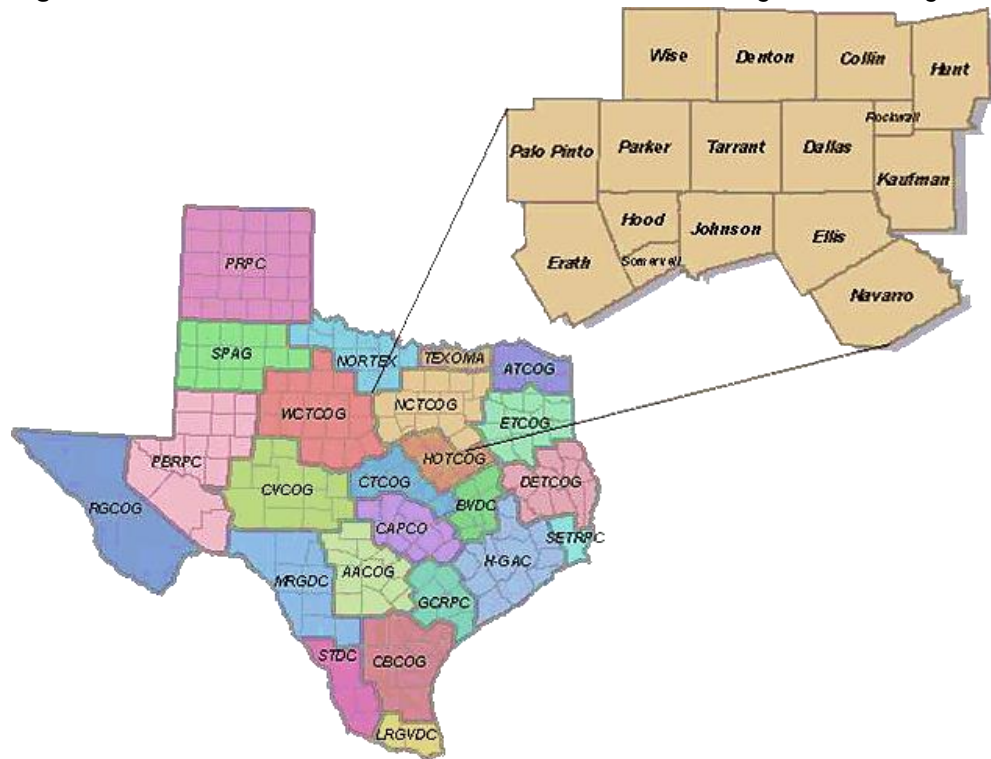 Wise
Denton
Collin
Hunt
Rockwall
Palo Pinto
Parker
Tarrant
Dallas
Kaufman
Hood
Johnson
Ellis
Erath
Somervell
Navarro
PRPC
SPAG
NORTEX
TEXOMA
ATCOG
WCTCOG
NCTCOG
ETCOG
PBRPC
HOTCOG
RGCOG
CVCOG
CTCOG
DETCOG
BVDC
CAPCO
SETRPC
H-GAC
MRGDC
AACOG
GCRPC
STDC
CBCOG
LRGVDC